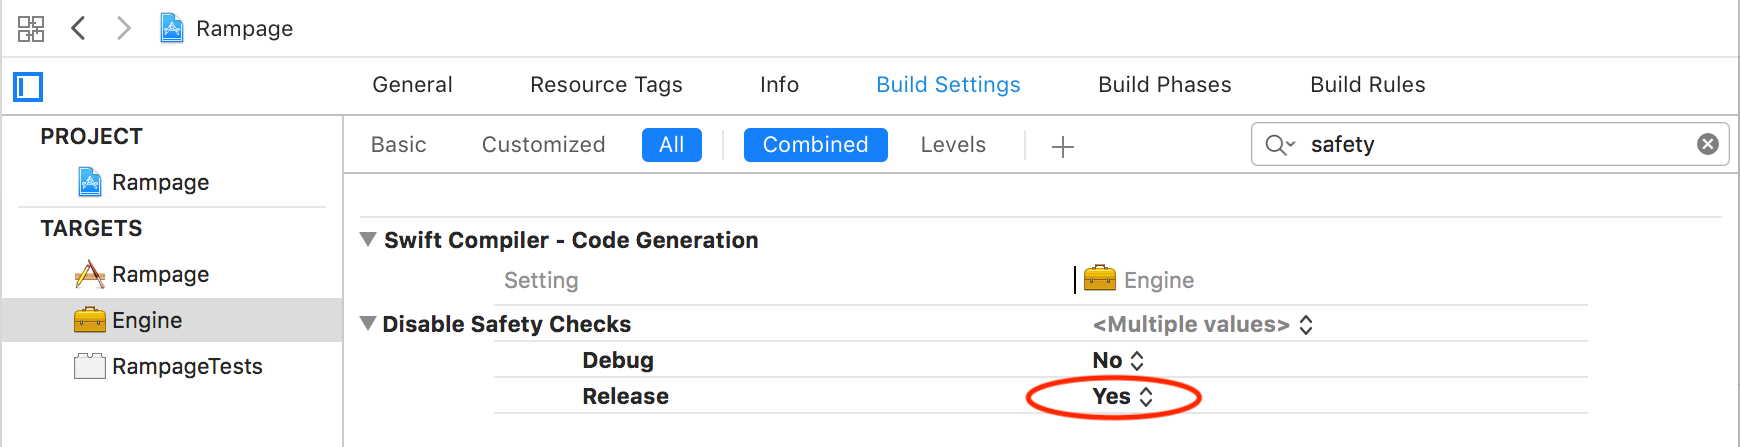 Rampage
General Resource Tags Info Build Settings Build Phases Build Rules
PROJECT
Rampage
TARGETS
Rampage
Engine
RampageTests
Basic Customized All Combined Levels safety
Swift Compiler - Code Generation
Setting Engine
Disable Safety Checks <Multiple values>
Debug No
Release Yes